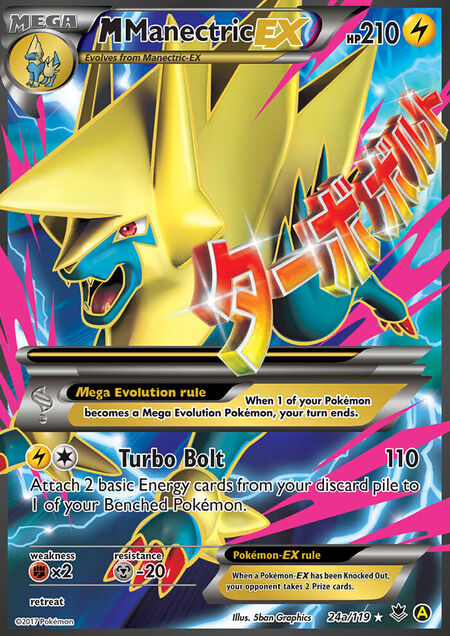 MEGA
M Manectric EX
HP210
Evolves from Manectric-EX
ターボボルト
Mega Evolution rule
When 1 of your Pokémon
becomes a Mega Evolution Pokémon, your turn ends.
Turbo Bolt 110
Attach 2 basic Energy cards from your discard pile to
1 of your Benched Pokémon.
weakness
×2
resistance
-20
retreat
Pokémon-EX rule
When a Pokémon-EX has been Knocked Out,
your opponent takes 2 Prize cards.
©2017 Pokémon
Illus. 5ban Graphics
24a/119
A